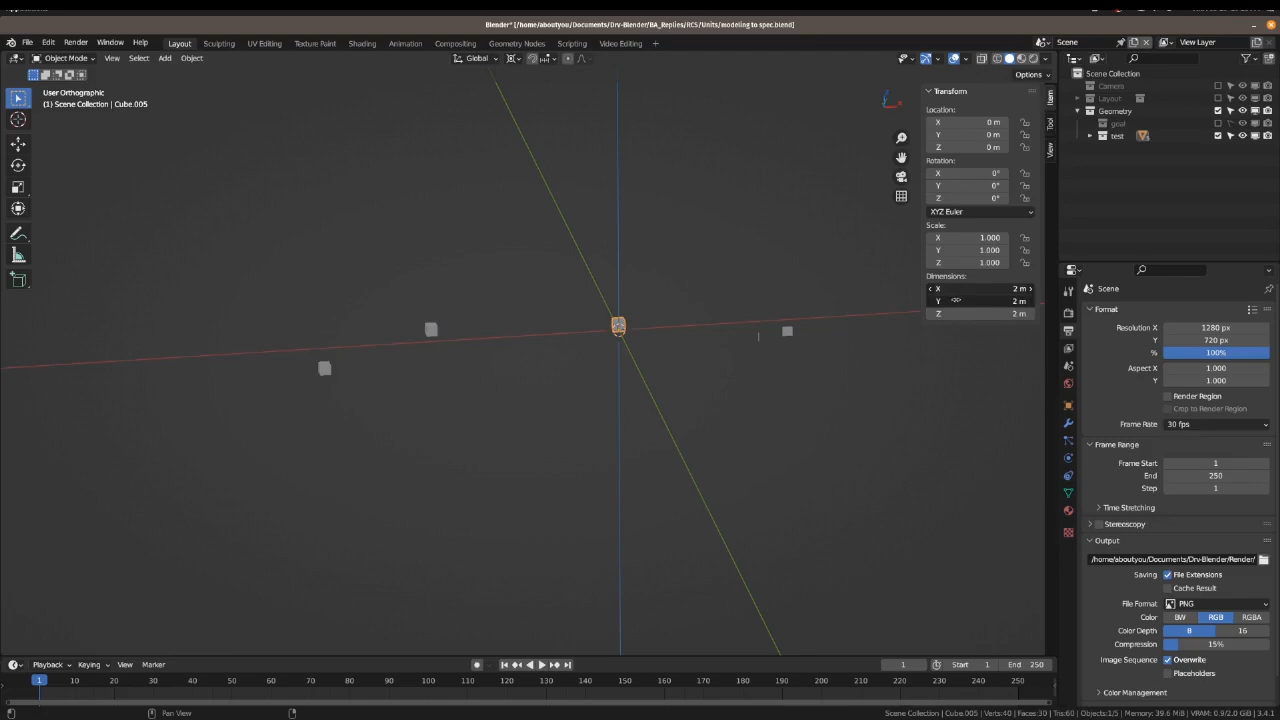 Blender* [/home/aboutyou/Documents/Drv-Blender/BA_Replies/RCS/Units/modeling to spec.blend]
File Edit Render Window Help Layout Sculpting UV Editing Texture Paint Shading Animation Compositing Geometry Nodes Scripting Video Editing + Scene View Layer
Object Mode View Select Add Object Global
Options
User Orthographic
(1) Scene Collection | Cube.005
Transform
Location:
X 0 m
Y 0 m
Z 0 m
Rotation:
X 0°
Y 0°
Z 0°
XYZ Euler
Scale:
X 1.000
Y 1.000
Z 1.000
Dimensions:
X 2 m
Y 2 m
Z 2 m
Item
Tool
View
Scene Collection
Camera
Layout
Geometry
goal
test
Scene
Format
Resolution X 1280 px
Y 720 px
% 100%
Aspect X 1.000
Y 1.000
Render Region
Crop to Render Region
Frame Rate 30 fps
Frame Range
Frame Start 1
End 250
Step 1
Time Stretching
Stereoscopy
Output
/home/aboutyou/Documents/Drv-Blender/Render/
Saving File Extensions
Cache Result
File Format PNG
Color BW RGB RGBA
Color Depth 8 16
Compression 15%
Image Sequence Overwrite
Placeholders
Color Management
Playback Keying View Marker 1 Start 1 End 250
1 10 20 30 40 50 60 70 80 90 100 110 120 130 140 150 160 170 180 190 200 210 220 230 240 250
Pan View
Scene Collection | Cube.005 Verts:40 | Faces:30 | Tris:60 | Objects:1/5 | Memory: 39.6 MiB | VRAM: 0.9/2.0 GiB | 3.4.1